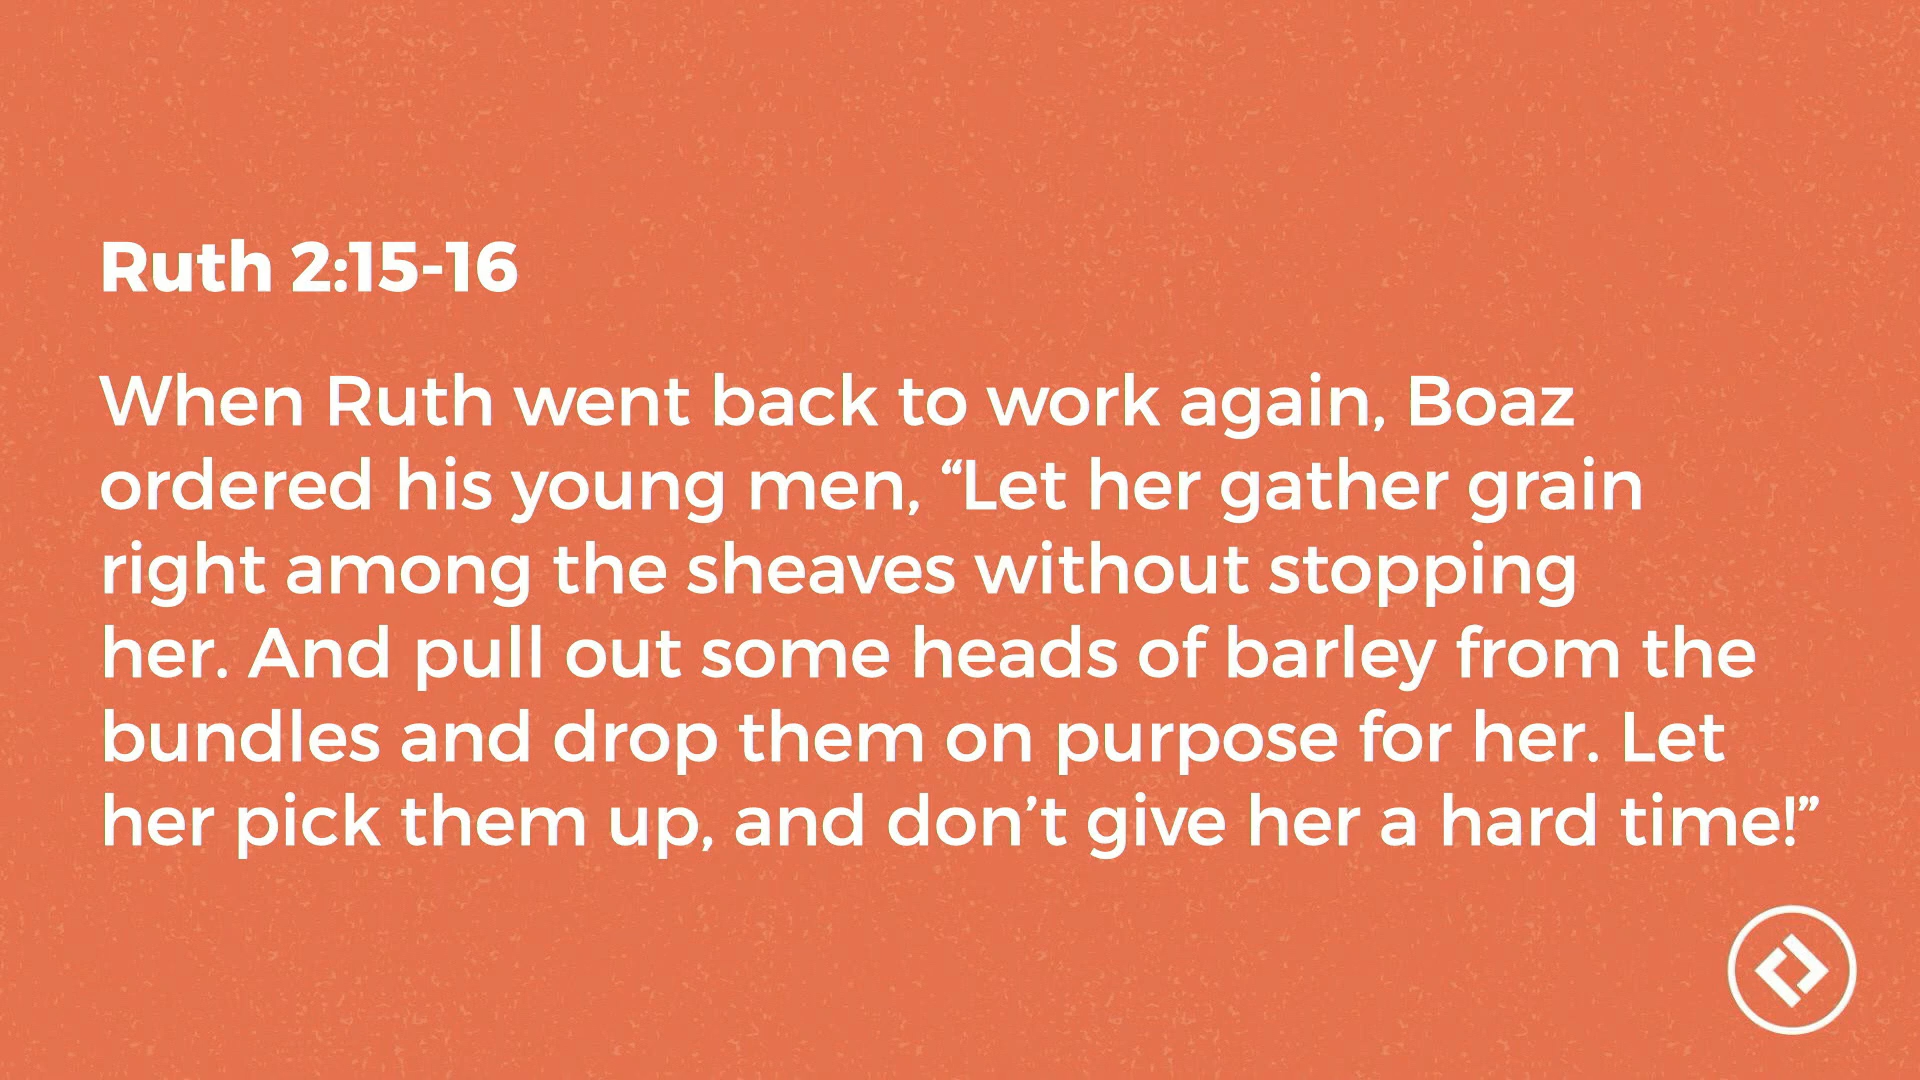 Ruth 2:15-16
When Ruth went back to work again, Boaz
ordered his young men, “Let her gather grain
right among the sheaves without stopping
her. And pull out some heads of barley from the
bundles and drop them on purpose for her. Let
her pick them up, and don’t give her a hard time!”